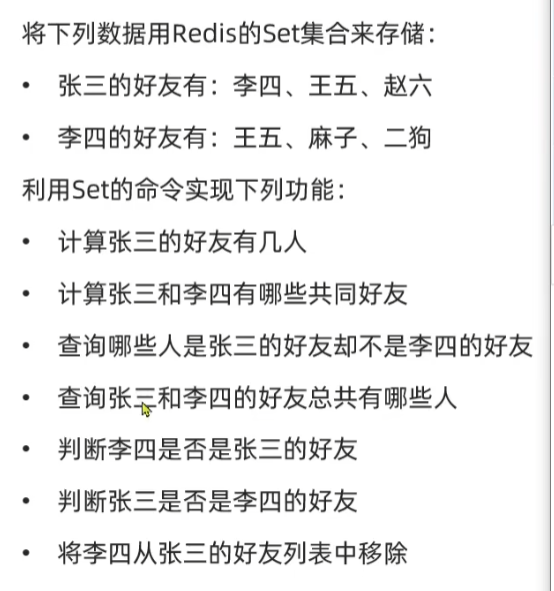 将下列数据用Redis的Set集合来存储：
• 张三的好友有：李四、王五、赵六
• 李四的好友有：王五、麻子、二狗
利用Set的命令实现下列功能：
• 计算张三的好友有几人
• 计算张三和李四有哪些共同好友
• 查询哪些人是张三的好友却不是李四的好友
• 查询张三和李四的好友总共有哪些人
• 判断李四是否是张三的好友
• 判断张三是否是李四的好友
• 将李四从张三的好友列表中移除